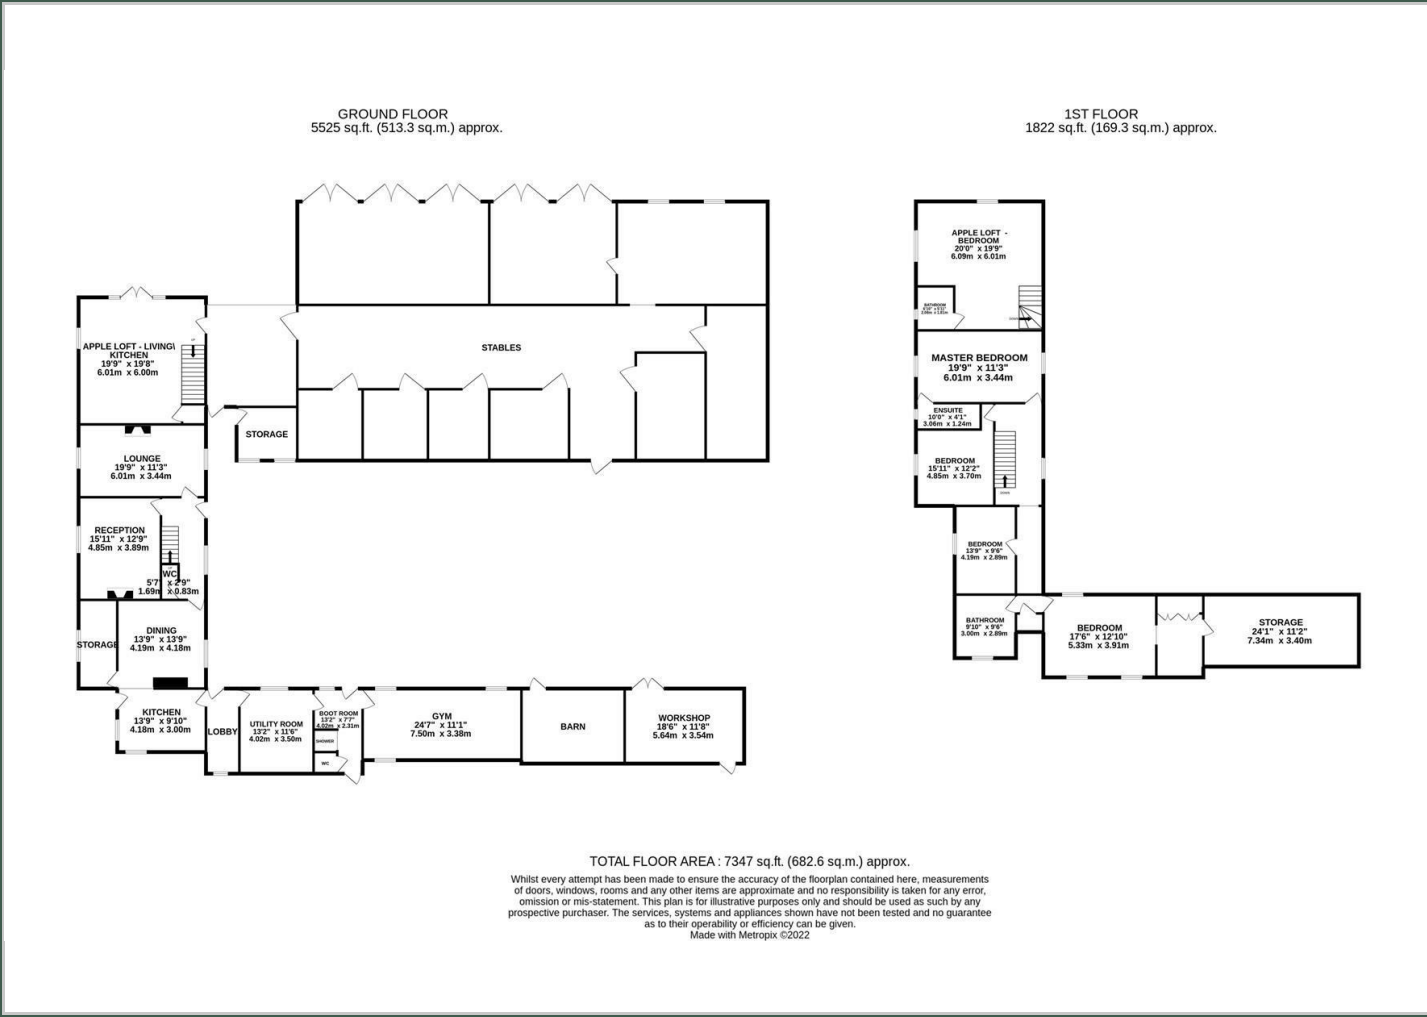 GROUND FLOOR
5525 sq.ft. (513.3 sq.m.) approx.
1ST FLOOR
1822 sq.ft. (169.3 sq.m.) approx.
APPLE LOFT - LIVING\
KITCHEN
19'9" x 19'8"
6.01m x 6.00m
UP
STABLES
STORAGE
LOUNGE
19'9" x 11'3"
6.01m x 3.44m
RECEPTION
15'11" x 12'9"
4.85m x 3.89m
WC
5'7" x 2'9"
1.69m x 0.83m
DINING
13'9" x 13'9"
4.19m x 4.18m
STORAGE
KITCHEN
13'9" x 9'10"
4.18m x 3.00m
LOBBY
UTILITY ROOM
13'2" x 11'6"
4.02m x 3.50m
BOOT ROOM
13'2" x 7'7"
4.02m x 2.31m
SHOWER
WC
GYM
24'7" x 11'1"
7.50m x 3.38m
BARN
WORKSHOP
18'6" x 11'8"
5.64m x 3.54m
APPLE LOFT -
BEDROOM
20'0" x 19'9"
6.09m x 6.01m
BATHROOM
DOWN
MASTER BEDROOM
19'9" x 11'3"
6.01m x 3.44m
ENSUITE
10'0" x 4'1"
3.06m x 1.24m
BEDROOM
15'11" x 12'2"
4.85m x 3.70m
DOWN
BEDROOM
13'9" x 9'6"
4.19m x 2.89m
BATHROOM
9'10" x 9'6"
3.00m x 2.89m
BEDROOM
17'6" x 12'10"
5.33m x 3.91m
STORAGE
24'1" x 11'2"
7.34m x 3.40m
TOTAL FLOOR AREA : 7347 sq.ft. (682.6 sq.m.) approx.
Whilst every attempt has been made to ensure the accuracy of the floorplan contained here, measurements
of doors, windows, rooms and any other items are approximate and no responsibility is taken for any error,
omission or mis-statement. This plan is for illustrative purposes only and should be used as such by any
prospective purchaser. The services, systems and appliances shown have not been tested and no guarantee
as to their operability or efficiency can be given.
Made with Metropix ©2022